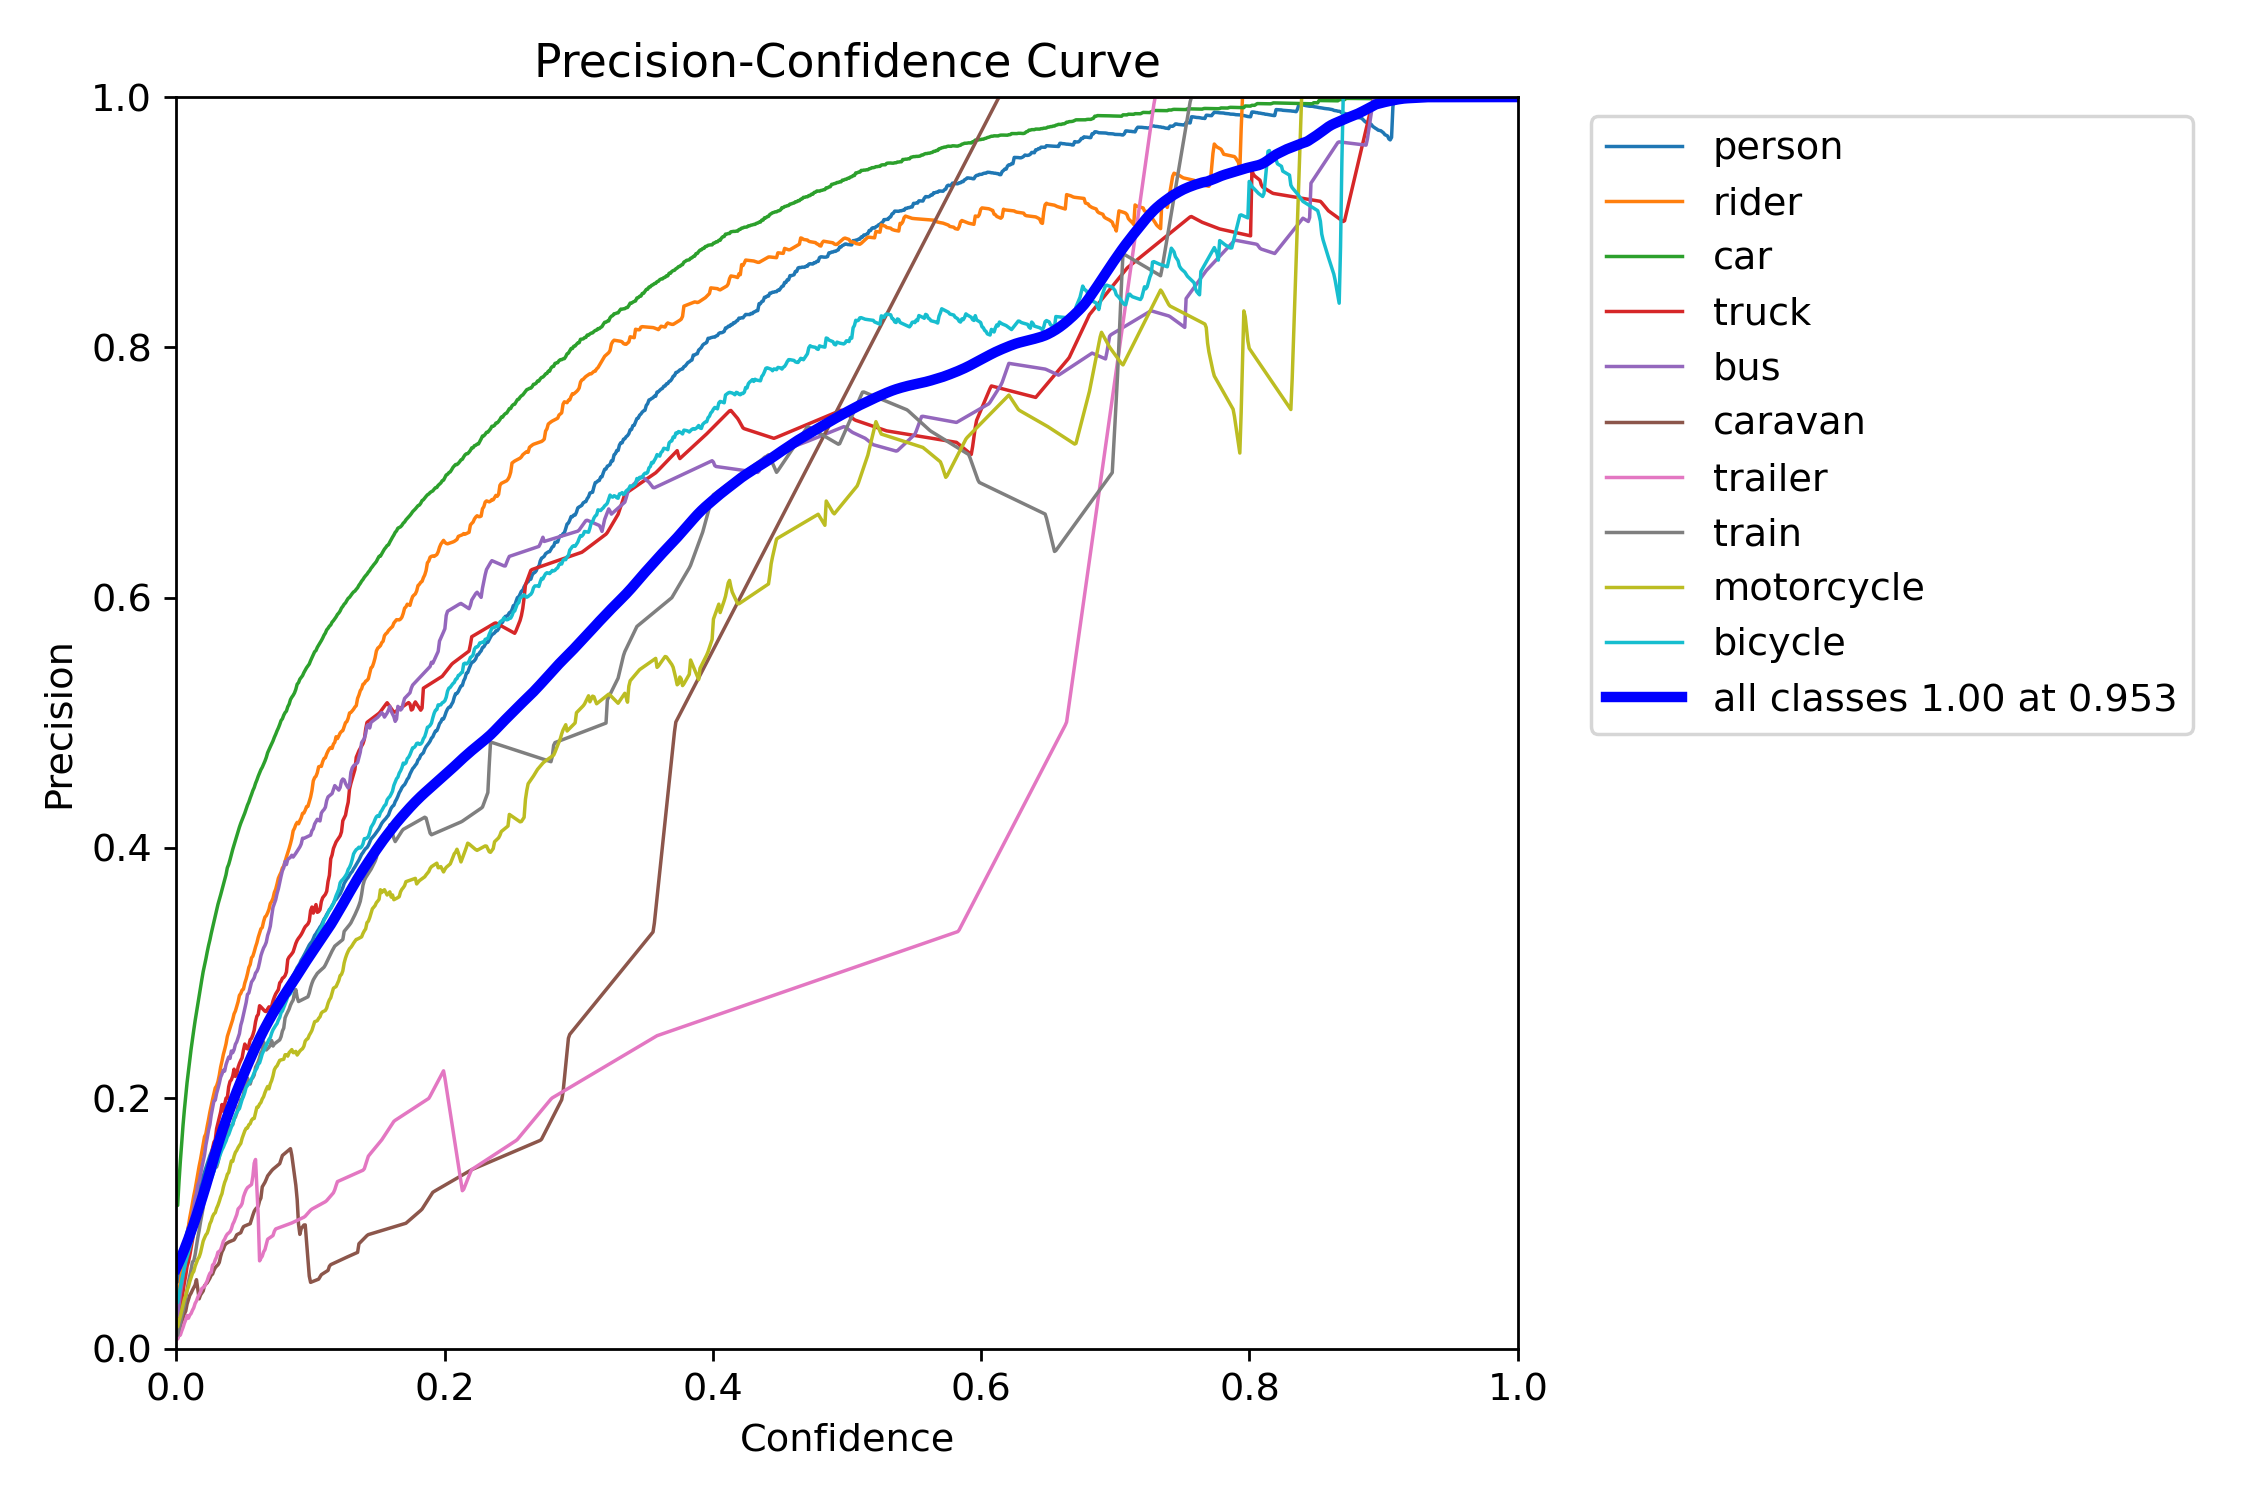 Precision-Confidence Curve
1.0
0.8
0.6
0.4
0.2
0.0
Precision
0.0 0.2 0.4 0.6 0.8 1.0
Confidence
person
rider
car
truck
bus
caravan
trailer
train
motorcycle
bicycle
all classes 1.00 at 0.953